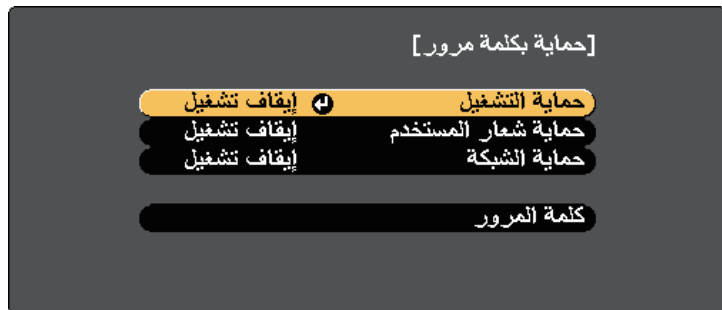 [حماية بكلمة مرور]
حماية التشغيل إيقاف تشغيل
حماية شعار المستخدم إيقاف تشغيل
حماية الشبكة إيقاف تشغيل
كلمة المرور